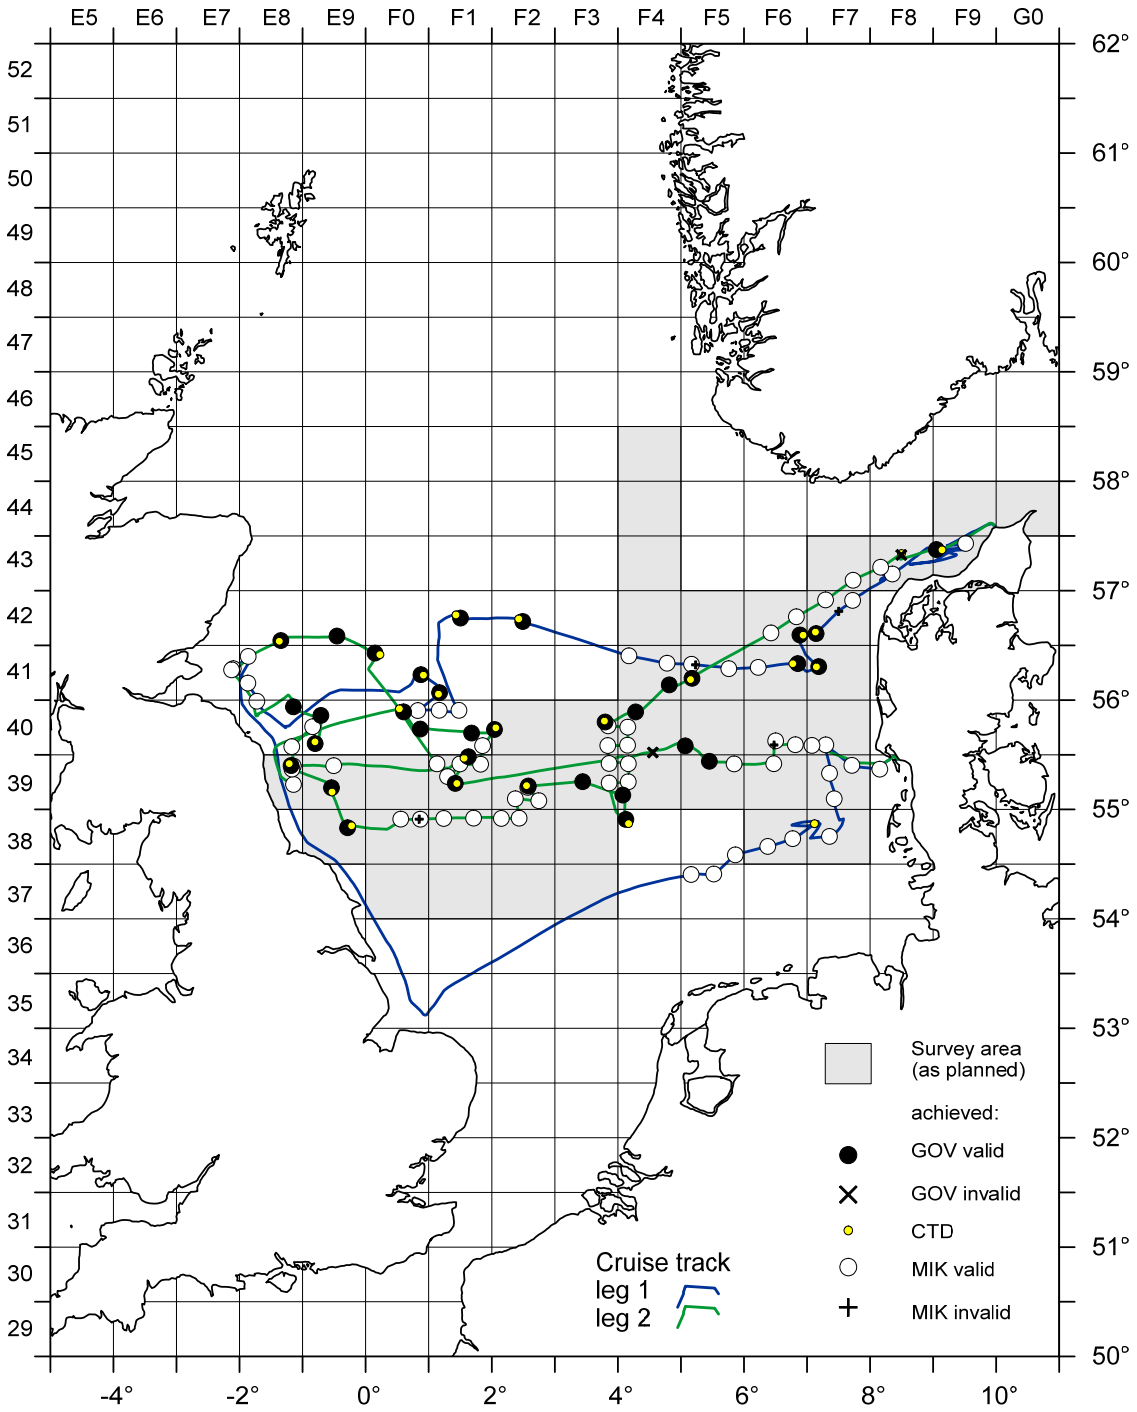 E5 E6 E7 E8 E9 F0 F1 F2 F3 F4 F5 F6 F7 F8 F9 G0
62°
52
51
61°
50
49
60°
48
47
59°
46
45
58°
44
43
57°
42
41
56°
40
39
55°
38
37
54°
36
35
53°
34
33
52°
32
31
51°
30
29
50°
Survey area
(as planned)
achieved:
GOV valid
GOV invalid
CTD
MIK valid
MIK invalid
Cruise track
leg 1
leg 2
-4° -2° 0° 2° 4° 6° 8° 10°